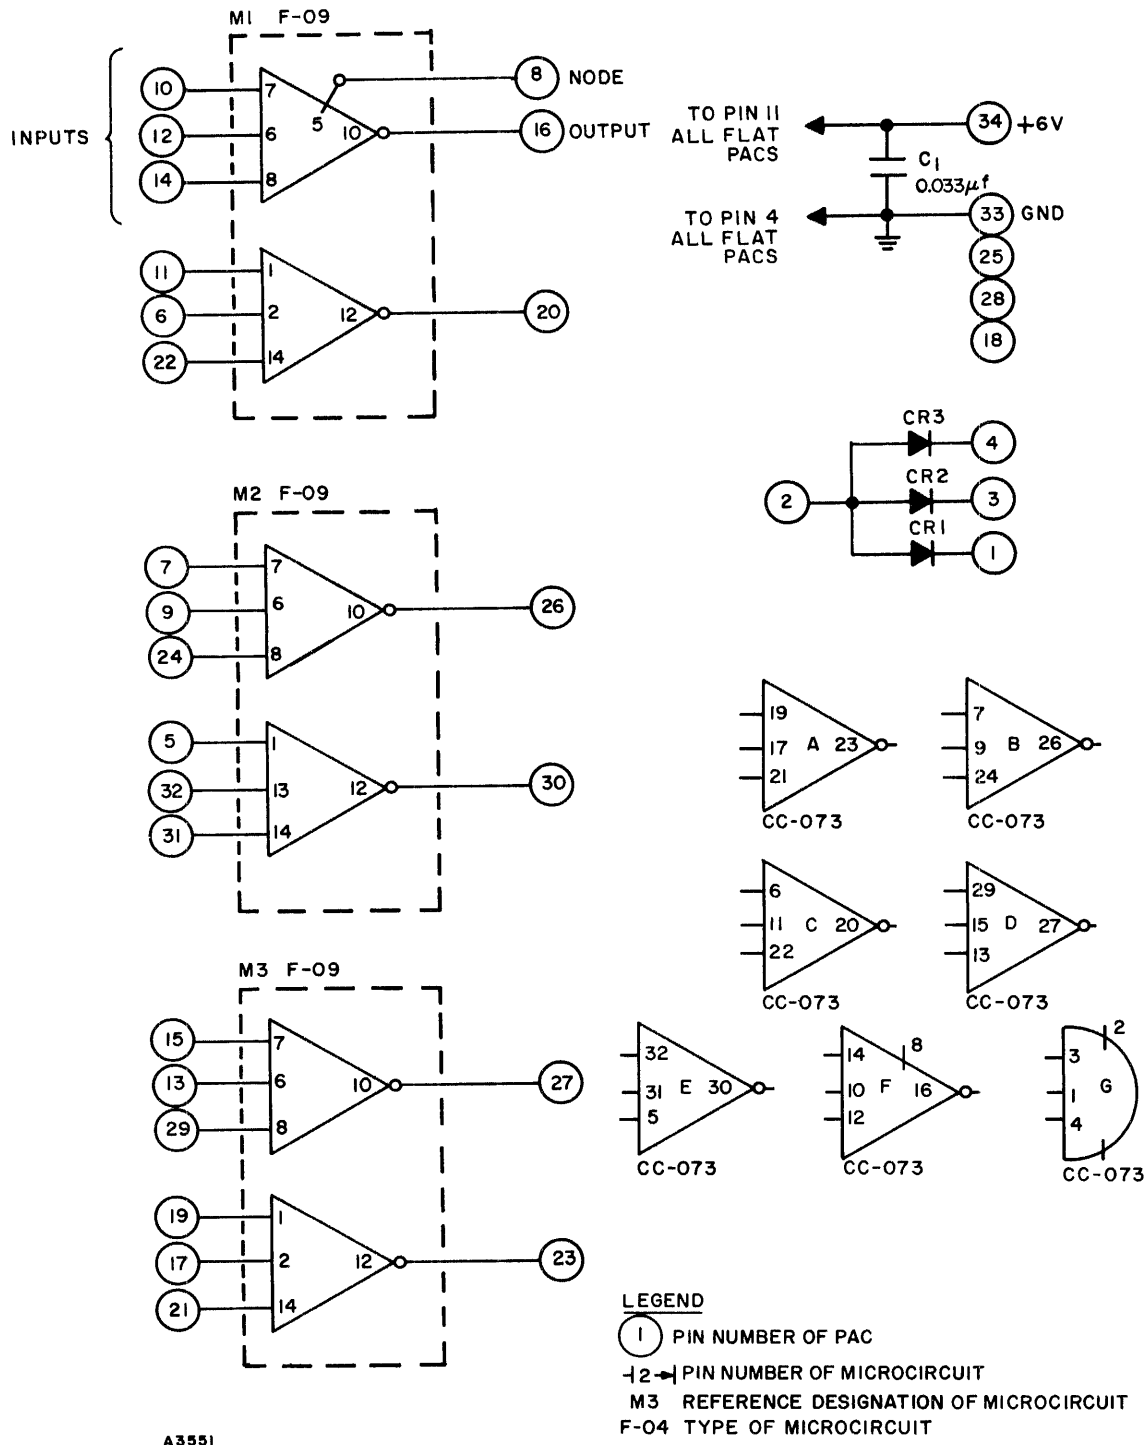 M1 F-09
INPUTS
10
12
14
7
6
8
5
10
8 NODE
16 OUTPUT
11
6
22
1
2
14
12
20
M2 F-09
7
9
24
7
6
8
10
26
5
32
31
1
13
14
12
30
M3 F-09
15
13
29
7
6
8
10
27
19
17
21
1
2
14
12
23
TO PIN 11
ALL FLAT
PACS
34 +6V
C1
0.033µf
TO PIN 4
ALL FLAT
PACS
33 GND
25
28
18
2
CR3
4
CR2
3
CR1
1
19
17 A 23
21
CC-073
7
9 B 26
24
CC-073
6
11 C 20
22
CC-073
29
15 D 27
13
CC-073
32
31 E 30
5
CC-073
8
14
10 F 16
12
CC-073
2
3
1 G
4
CC-073
LEGEND
1 PIN NUMBER OF PAC
2 PIN NUMBER OF MICROCIRCUIT
M3 REFERENCE DESIGNATION OF MICROCIRCUIT
F-04 TYPE OF MICROCIRCUIT
A3551